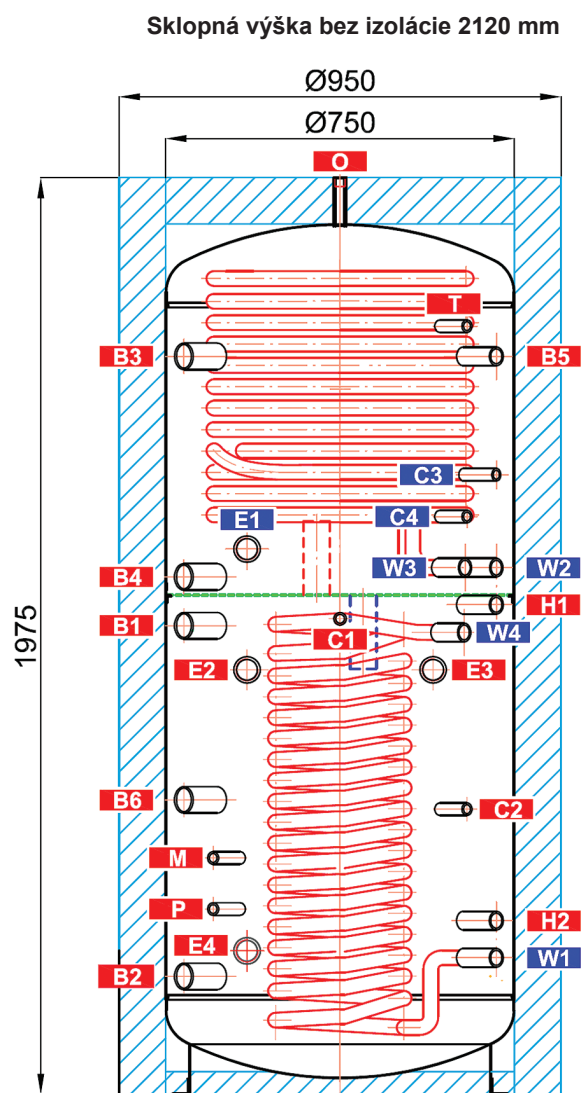 Sklopná výška bez izolácie 2120 mm
Ø950
Ø750
O
T
B3
B5
C3
E1
C4
B4
W3
W2
H1
B1
C1
W4
E2
E3
1975
B6
C2
M
P
H2
E4
W1
B2